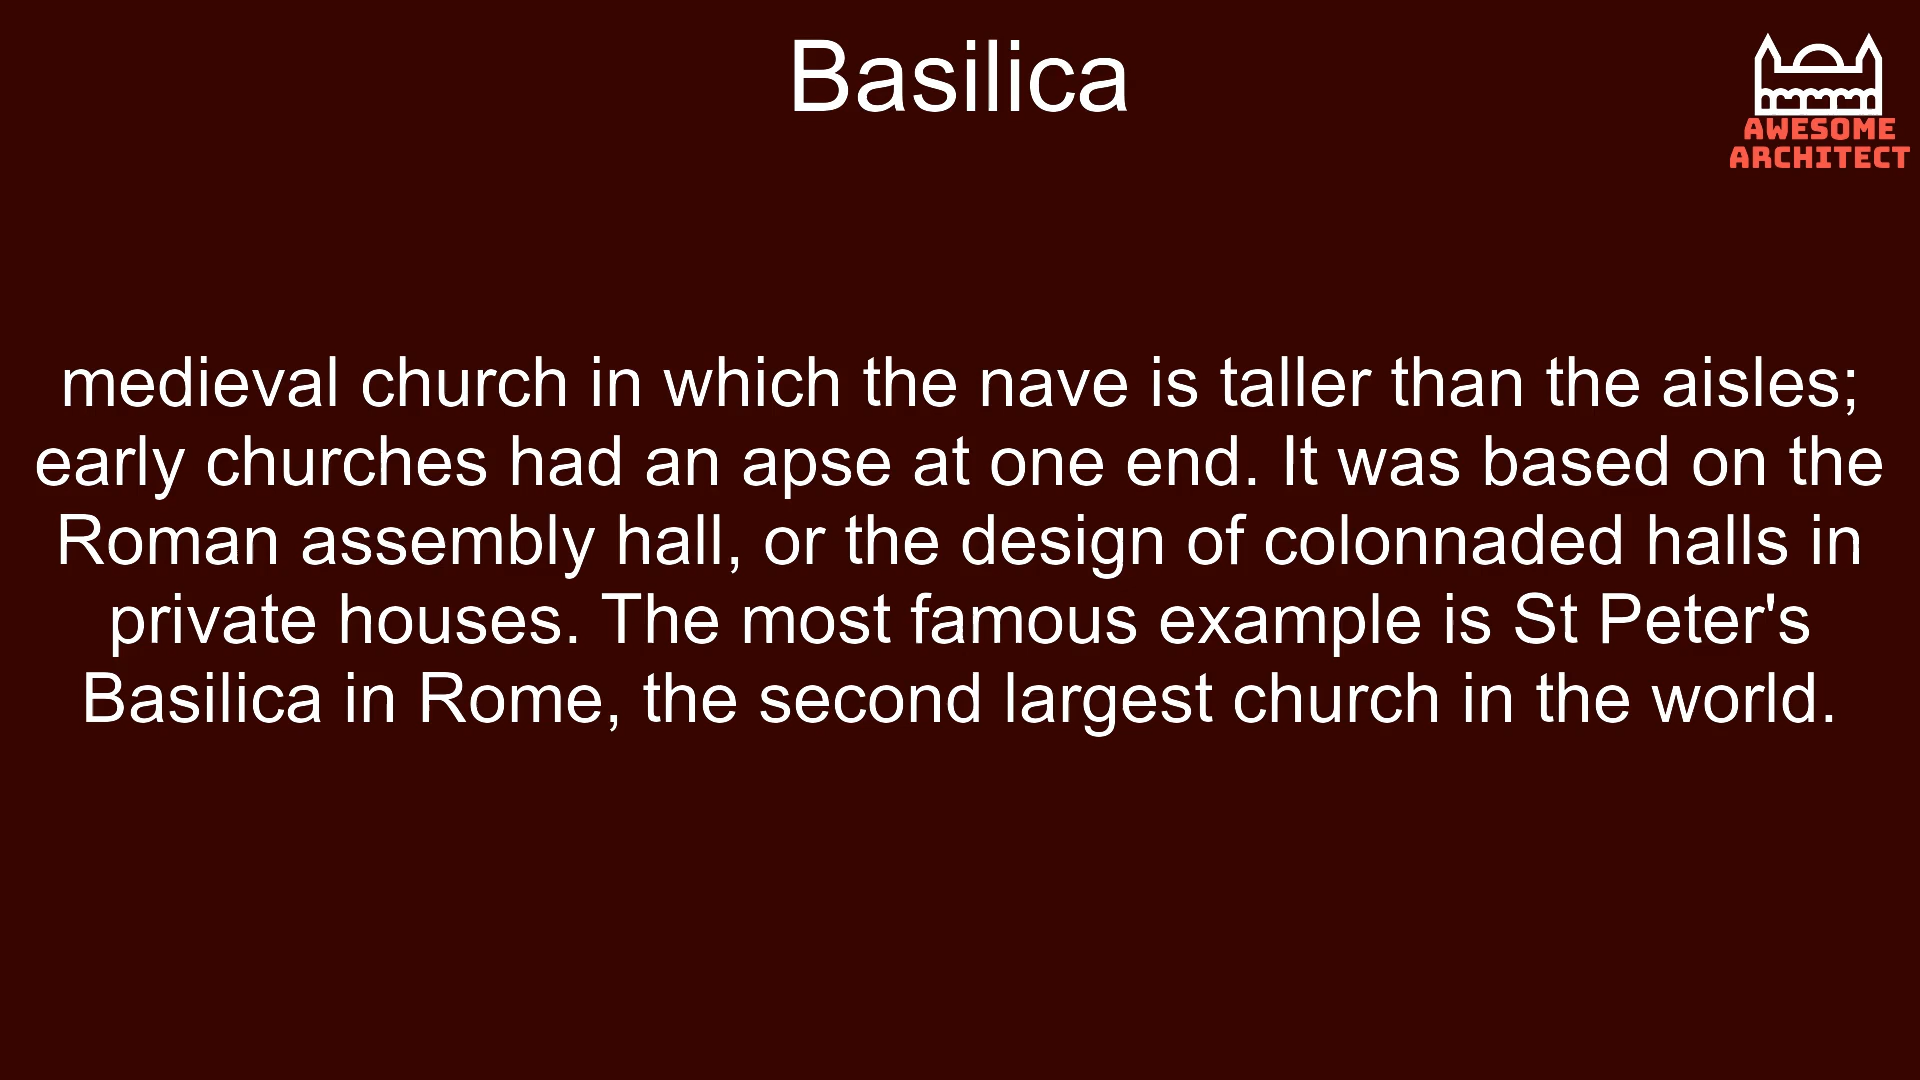 Basilica
AWESOME
ARCHITECT
medieval church in which the nave is taller than the aisles;
early churches had an apse at one end. It was based on the
Roman assembly hall, or the design of colonnaded halls in
private houses. The most famous example is St Peter's
Basilica in Rome, the second largest church in the world.